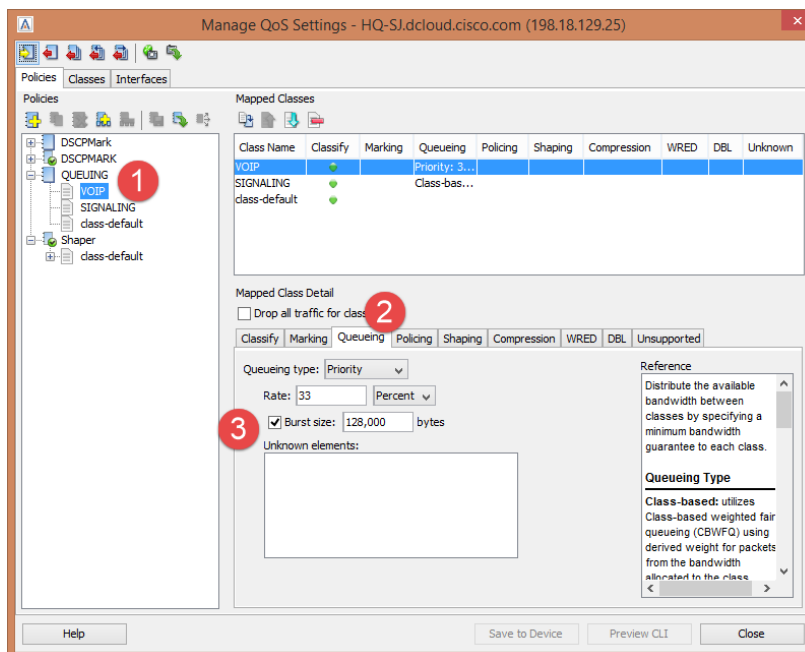 Manage QoS Settings - HQ-SJ.dcloud.cisco.com (198.18.129.25)
Policies Classes Interfaces
Policies
DSCPMark
DSCPMARK
QUEUING
VOIP
SIGNALING
class-default
Shaper
class-default
1
Mapped Classes
Class Name Classify Marking Queueing Policing Shaping Compression WRED DBL Unknown
VOIP Priority: 3...
SIGNALING Class-bas...
class-default
Mapped Class Detail
Drop all traffic for clas
2
Classify Marking Queueing Policing Shaping Compression WRED DBL Unsupported
Queueing type: Priority
Rate: 33 Percent
3
Burst size: 128,000 bytes
Unknown elements:
Reference
Distribute the available
bandwidth between
classes by specifying a
minimum bandwidth
guarantee to each class.
Queueing Type
Class-based: utilizes
Class-based weighted fair
queueing (CBWFQ) using
derived weight for packets
from the bandwidth
allocated to the class
Help Save to Device Preview CLI Close